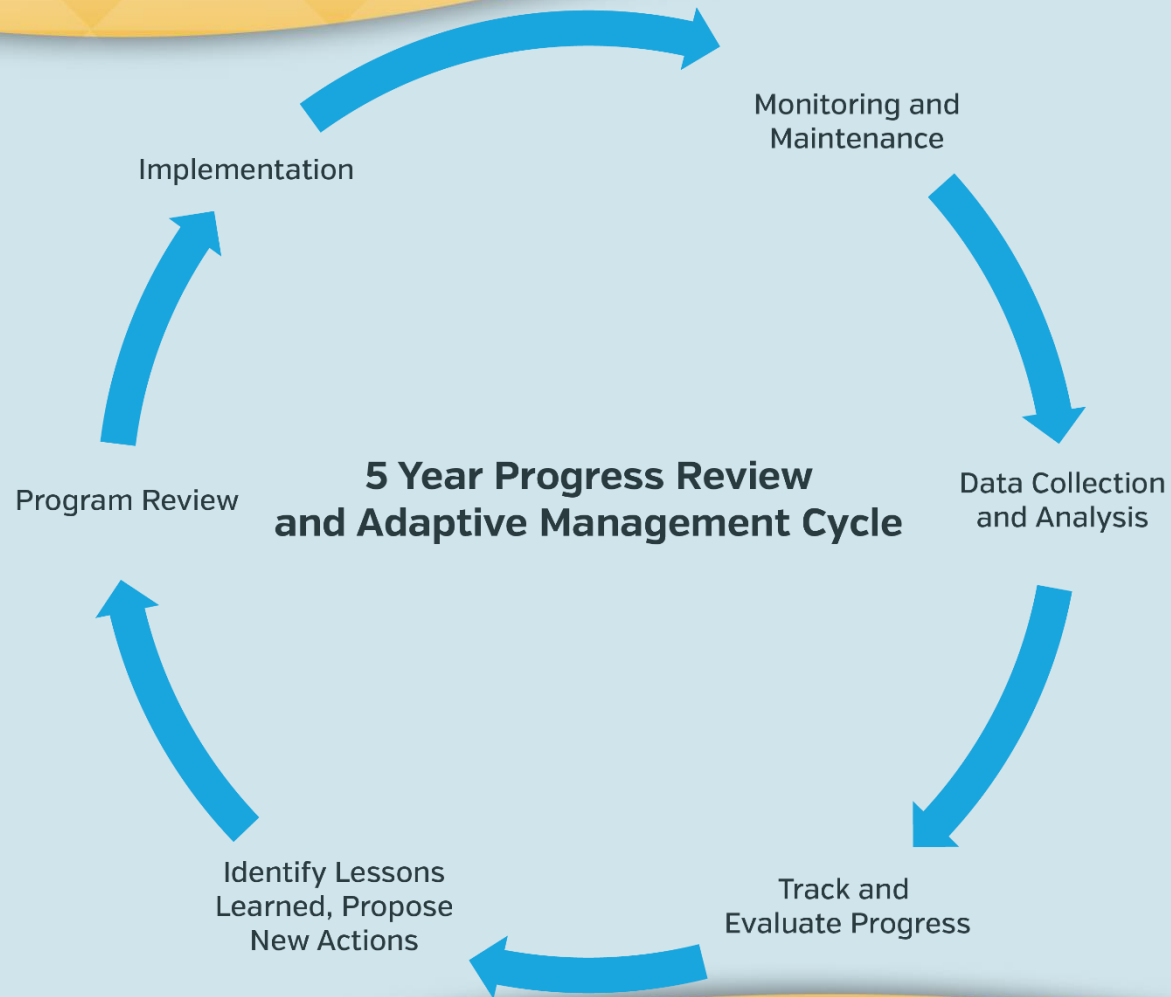 Monitoring and
Maintenance
Implementation
5 Year Progress Review
and Adaptive Management Cycle
Data Collection
and Analysis
Program Review
Identify Lessons
Learned, Propose
New Actions
Track and
Evaluate Progress